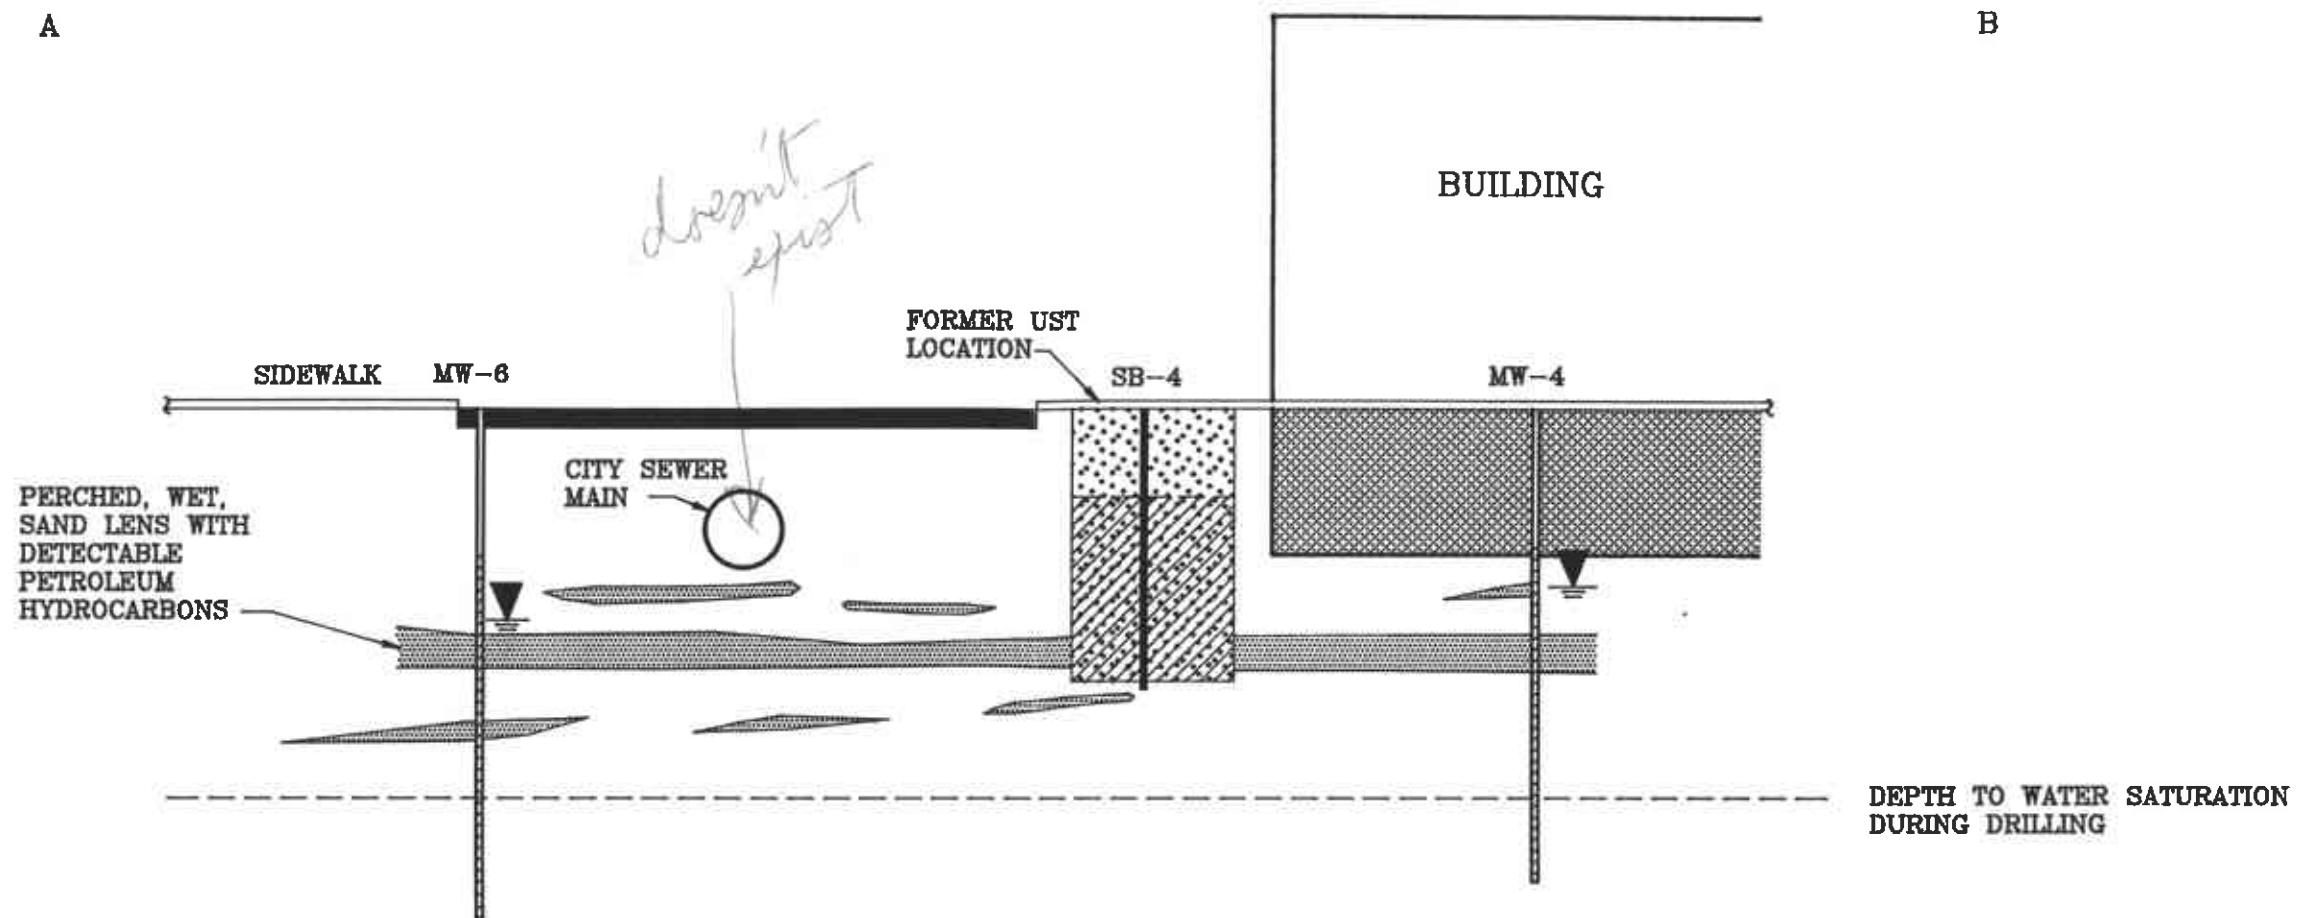 A
B
doesn't
exist
BUILDING
FORMER UST
LOCATION
SIDEWALK
MW-6
SB-4
MW-4
CITY SEWER
MAIN
PERCHED, WET,
SAND LENS WITH
DETECTABLE
PETROLEUM
HYDROCARBONS
DEPTH TO WATER SATURATION
DURING DRILLING